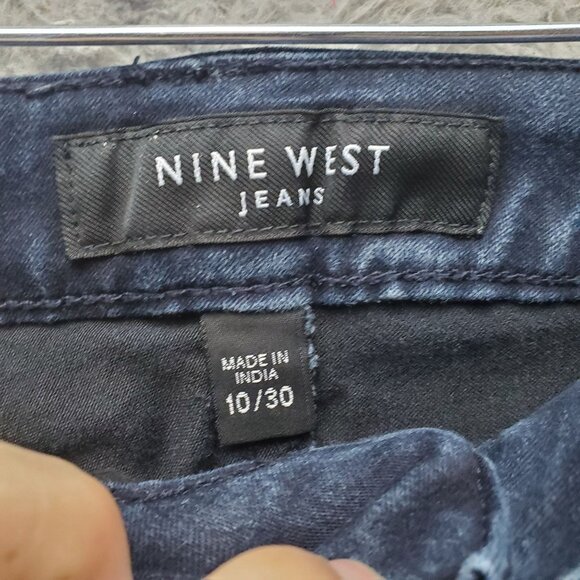 NINE WEST
JEANS
MADE IN
INDIA
10/30